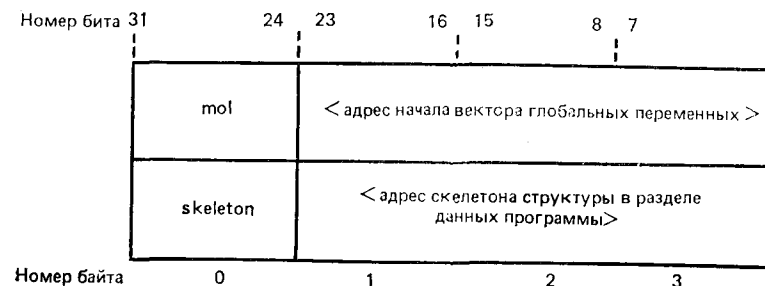 Номер бита 31 24 23 16 15 8 7
mol <адрес начала вектора глобальных переменных>
skeleton <адрес скелетона структуры в разделе
данных программы>
Номер байта 0 1 2 3